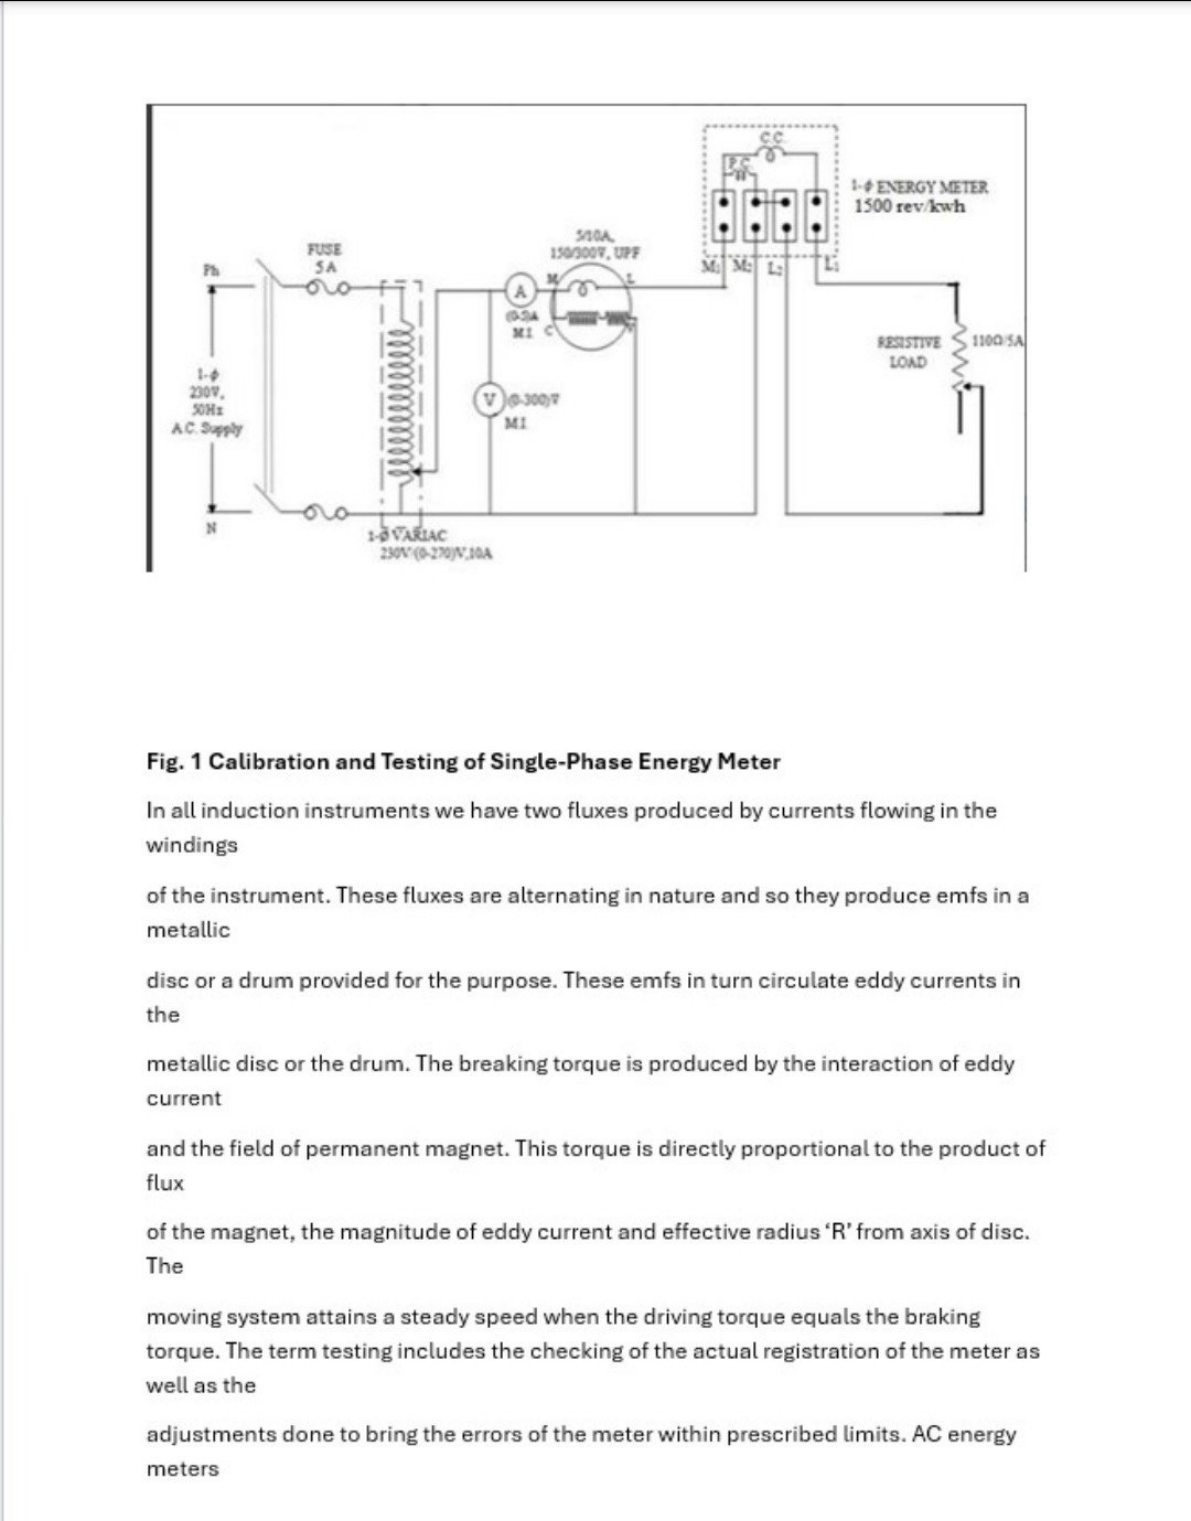 C.C.
P.C.
1-ϕ ENERGY METER
1500 rev/kwh
5/10A,
150/300V, UPF
FUSE
5A
Ph
M₁ M₂ L₂ L₁
M L
A
MI C
RESISTIVE
LOAD
110Ω/5A
1-ϕ
230V,
50Hz
A.C. Supply
V (0-300)V
MI
N
1-ϕ VARIAC
230V/(0-270)V,10A
Fig. 1 Calibration and Testing of Single-Phase Energy Meter
In all induction instruments we have two fluxes produced by currents flowing in the
windings
of the instrument. These fluxes are alternating in nature and so they produce emfs in a
metallic
disc or a drum provided for the purpose. These emfs in turn circulate eddy currents in
the
metallic disc or the drum. The breaking torque is produced by the interaction of eddy
current
and the field of permanent magnet. This torque is directly proportional to the product of
flux
of the magnet, the magnitude of eddy current and effective radius ‘R’ from axis of disc.
The
moving system attains a steady speed when the driving torque equals the braking
torque. The term testing includes the checking of the actual registration of the meter as
well as the
adjustments done to bring the errors of the meter within prescribed limits. AC energy
meters